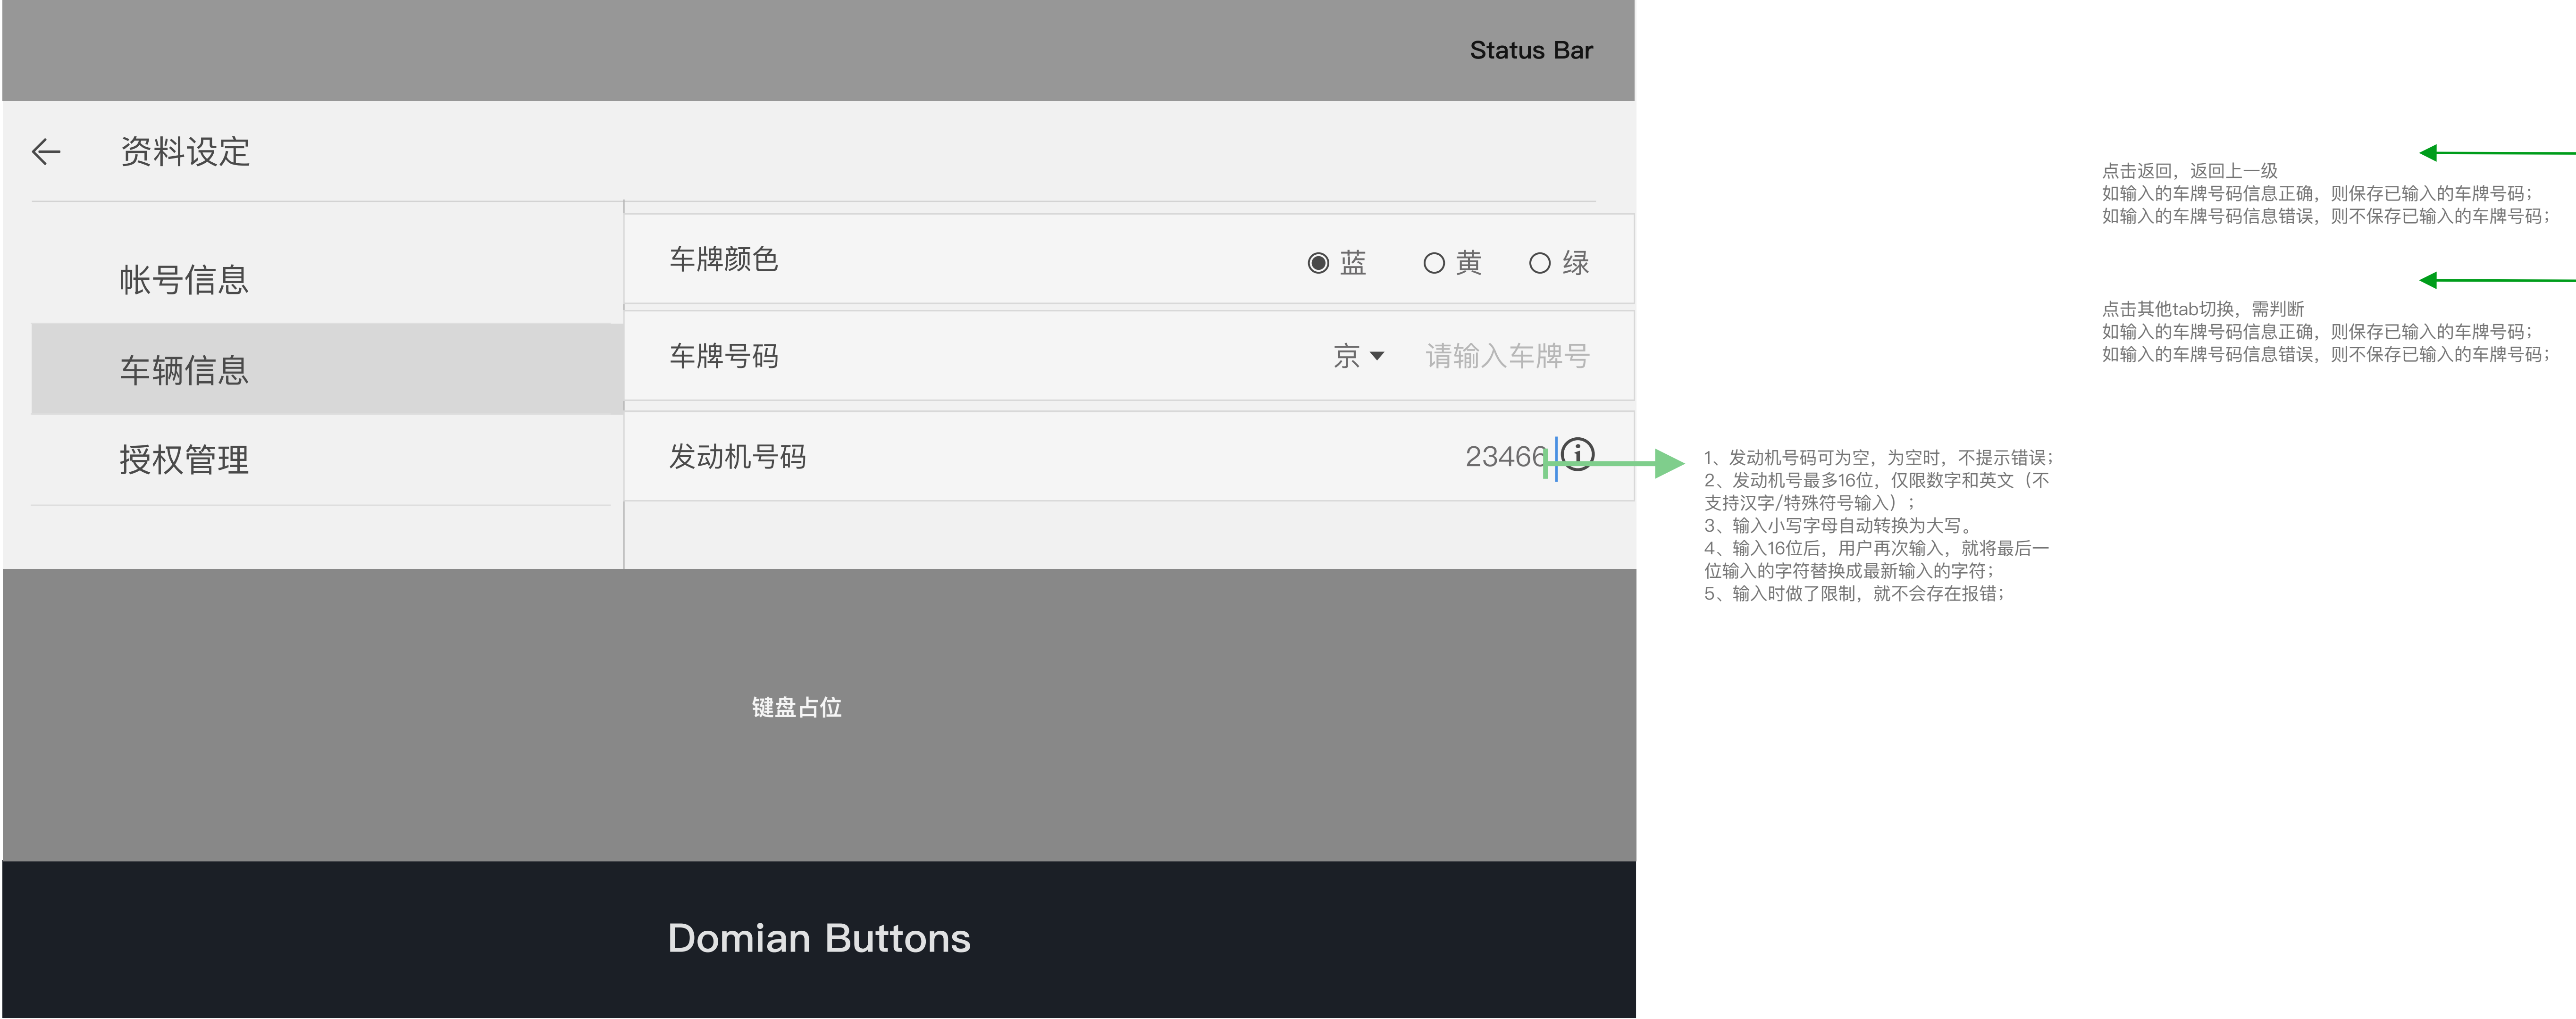 Status Bar
资料设定
帐号信息
车辆信息
授权管理
车牌颜色
蓝 黄 绿
车牌号码
京 请输入车牌号
发动机号码
23466
键盘占位
Domian Buttons
1、发动机号码可为空，为空时，不提示错误；
2、发动机号最多16位，仅限数字和英文（不
支持汉字/特殊符号输入）；
3、输入小写字母自动转换为大写。
4、输入16位后，用户再次输入，就将最后一
位输入的字符替换成最新输入的字符；
5、输入时做了限制，就不会存在报错；
点击返回，返回上一级
如输入的车牌号码信息正确，则保存已输入的车牌号码；
如输入的车牌号码信息错误，则不保存已输入的车牌号码；
点击其他tab切换，需判断
如输入的车牌号码信息正确，则保存已输入的车牌号码；
如输入的车牌号码信息错误，则不保存已输入的车牌号码；